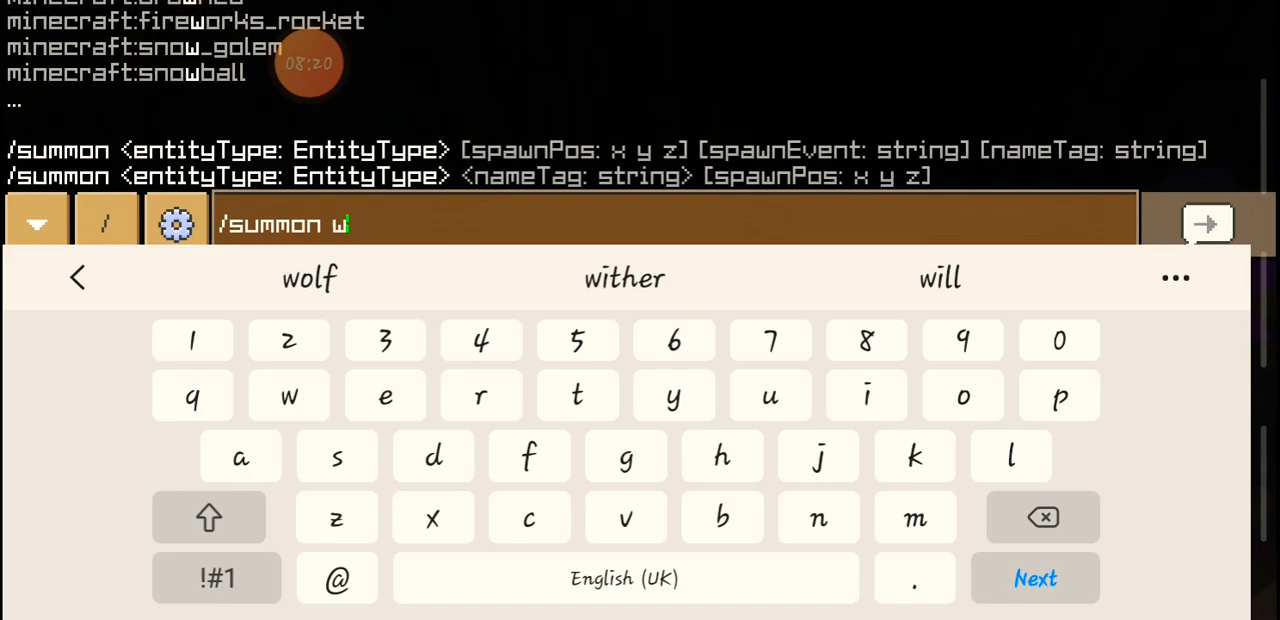 minecraft:drowned
minecraft:fireworks_rocket
minecraft:snow_golem
minecraft:snowball
08:20
...
/summon <entityType: EntityType> [spawnPos: x y z] [spawnEvent: string] [nameTag: string]
/summon <entityType: EntityType> <nameTag: string> [spawnPos: x y z]
/
/summon w
wolf wither will
1 2 3 4 5 6 7 8 9 0
q w e r t y u i o p
a s d f g h j k l
z x c v b n m
!#1 @ English (UK) . Next